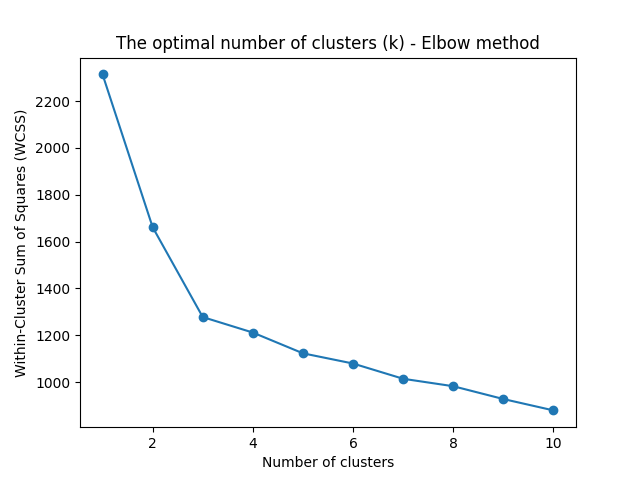 The optimal number of clusters (k) - Elbow method
Within-Cluster Sum of Squares (WCSS)
2200
2000
1800
1600
1400
1200
1000
2 4 6 8 10
Number of clusters